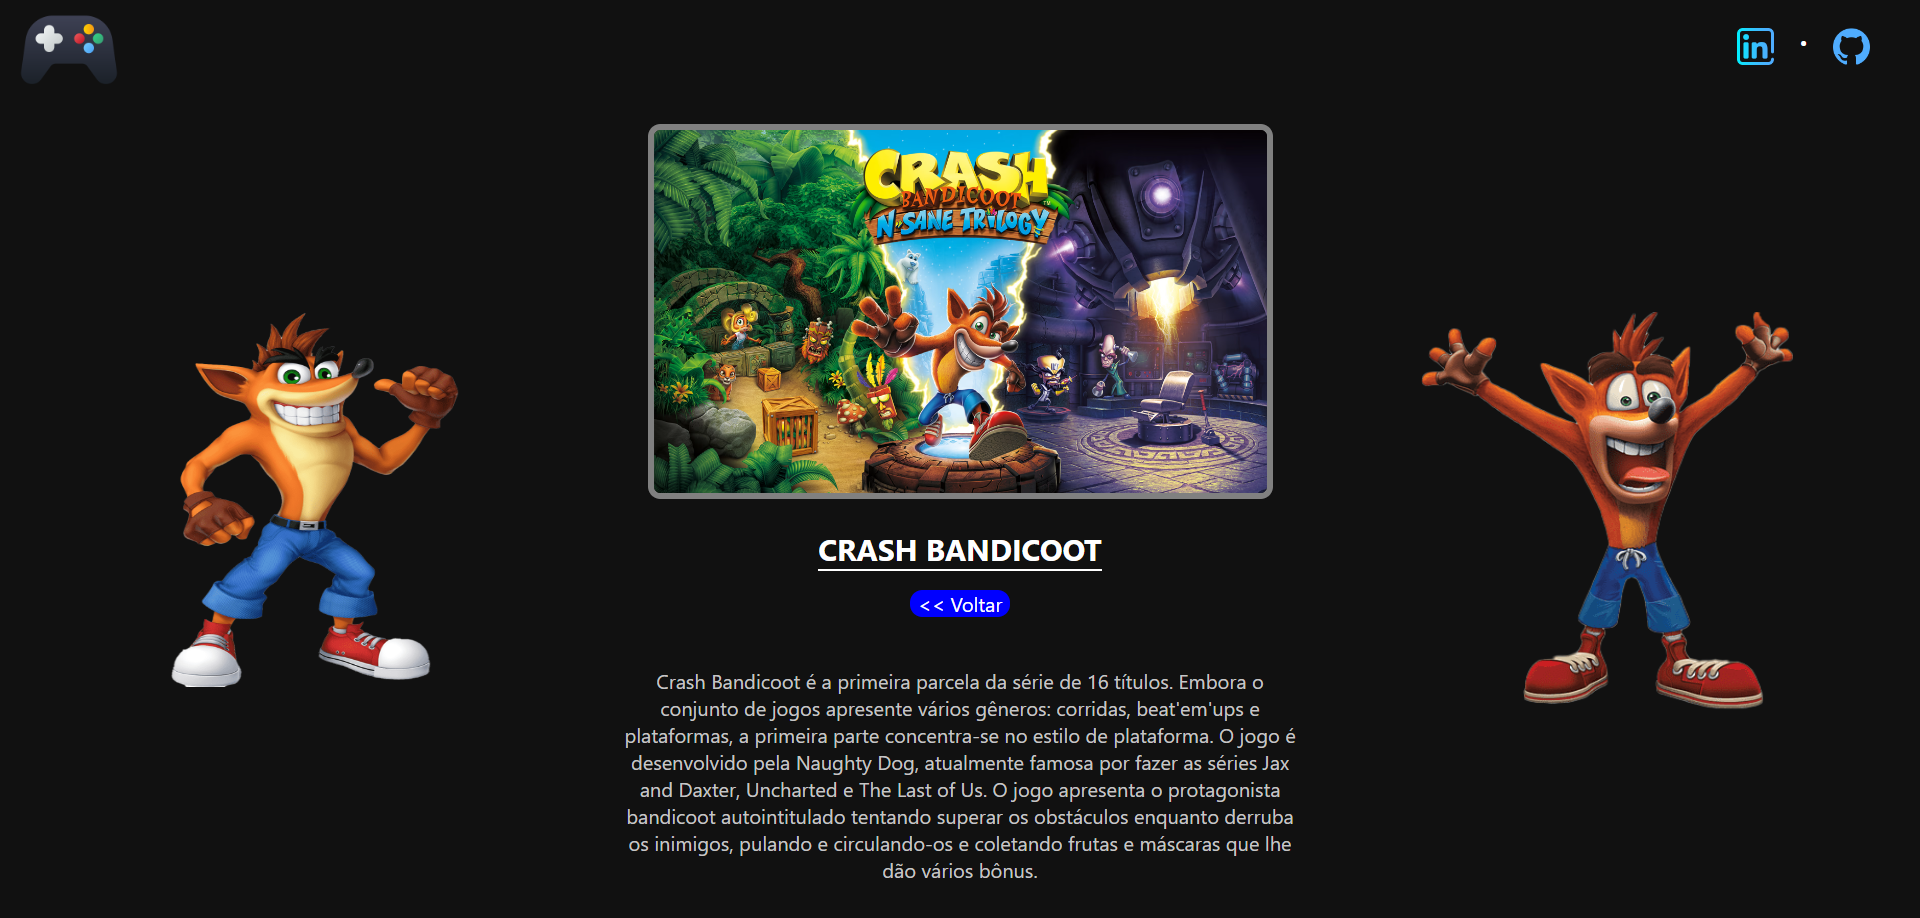 in
CRASH
BANDICOOT
TM
N. SANE TRILOGY
CRASH BANDICOOT
<< Voltar
Crash Bandicoot é a primeira parcela da série de 16 títulos. Embora o
conjunto de jogos apresente vários gêneros: corridas, beat'em'ups e
plataformas, a primeira parte concentra-se no estilo de plataforma. O jogo é
desenvolvido pela Naughty Dog, atualmente famosa por fazer as séries Jax
and Daxter, Uncharted e The Last of Us. O jogo apresenta o protagonista
bandicoot autointitulado tentando superar os obstáculos enquanto derruba
os inimigos, pulando e circulando-os e coletando frutas e máscaras que lhe
dão vários bônus.